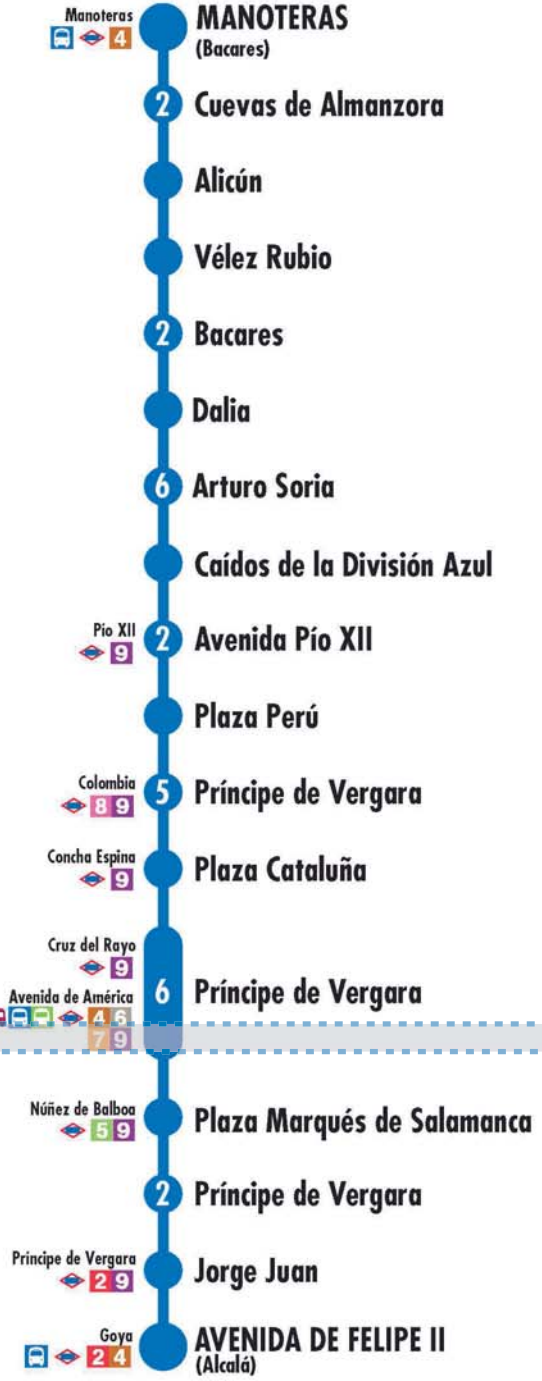 Manoteras
4
MANOTERAS
(Bacares)
2
Cuevas de Almanzora
Alicún
Vélez Rubio
2
Bacares
Dalia
6
Arturo Soria
Caídos de la División Azul
Pío XII
9
2
Avenida Pío XII
Plaza Perú
Colombia
8 9
5
Príncipe de Vergara
Concha Espina
9
Plaza Cataluña
Cruz del Rayo
9
Avenida de América
4 6
7 9
6
Príncipe de Vergara
Núñez de Balboa
5 9
Plaza Marqués de Salamanca
2
Príncipe de Vergara
Príncipe de Vergara
2 9
Jorge Juan
Goya
2 4
AVENIDA DE FELIPE II
(Alcalá)